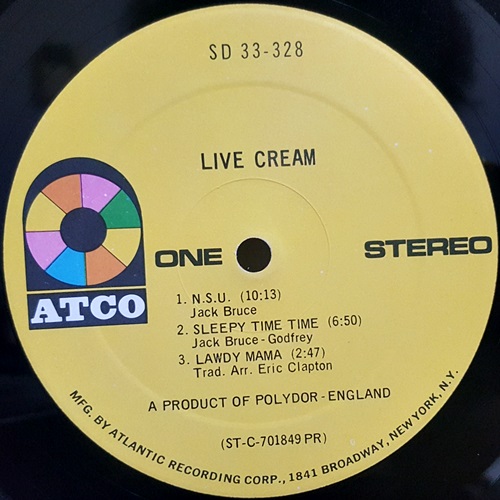 SD 33-328
LIVE CREAM
ATCO
ONE
STEREO
1. N.S.U. (10:13)
Jack Bruce
2. SLEEPY TIME TIME (6:50)
Jack Bruce - Godfrey
3. LAWDY MAMA (2:47)
Trad. Arr. Eric Clapton
A PRODUCT OF POLYDOR - ENGLAND
(ST-C-701849 PR)
MFG. BY ATLANTIC RECORDING CORP., 1841 BROADWAY, NEW YORK, N.Y.